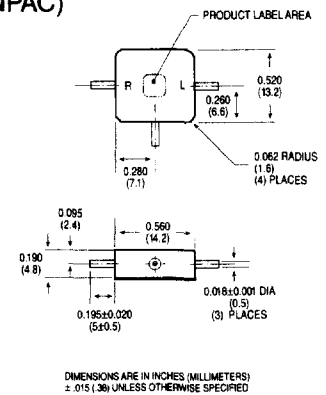 NPAC)
PRODUCT LABEL AREA
R
L
0.520
(13.2)
0.260
(6.6)
0.280
(7.1)
0.062 RADIUS
(1.6)
(4) PLACES
0.095
(2.4)
0.560
(14.2)
0.190
(4.8)
0.018±0.001 DIA
(0.5)
(3) PLACES
0.195±0.020
(5±0.5)
DIMENSIONS ARE IN INCHES (MILLIMETERS)
± .015 (.38) UNLESS OTHERWISE SPECIFIED